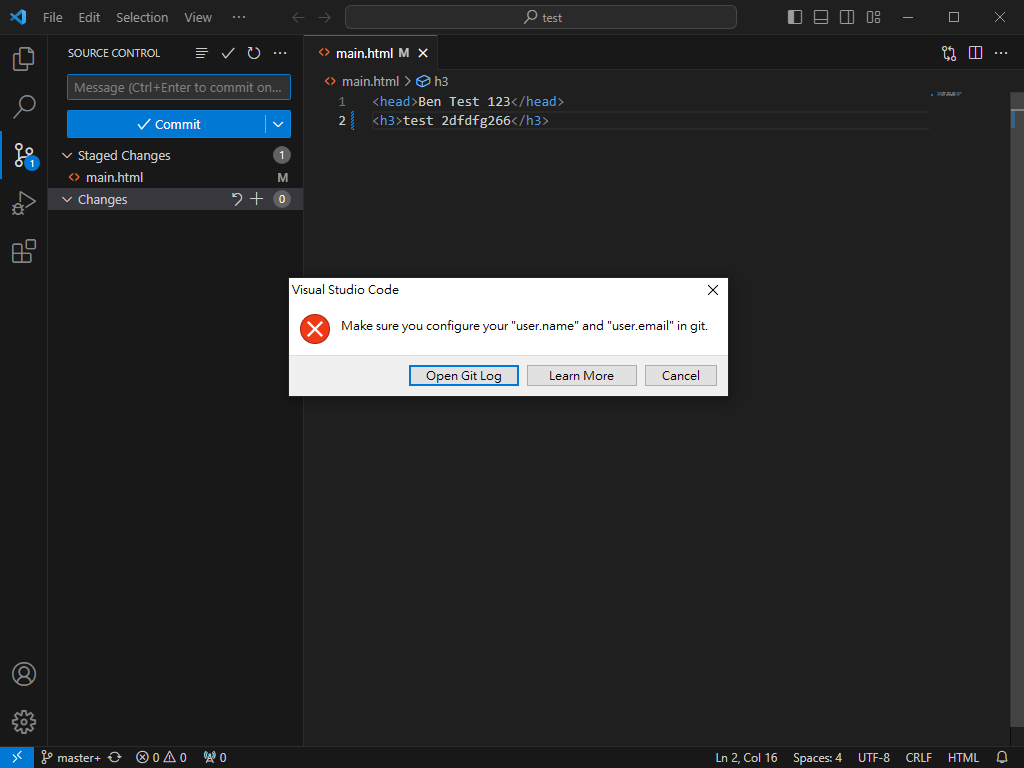 File Edit Selection View ··· test
SOURCE CONTROL
Message (Ctrl+Enter to commit on...
Commit
Staged Changes 1
main.html M
Changes 0
1
main.html M
main.html > h3
1 <head>Ben Test 123</head>
2 <h3>test 2dfdfg266</h3>
Visual Studio Code
Make sure you configure your "user.name" and "user.email" in git.
Open Git Log Learn More Cancel
master+ 0 0 0 Ln 2, Col 16 Spaces: 4 UTF-8 CRLF HTML